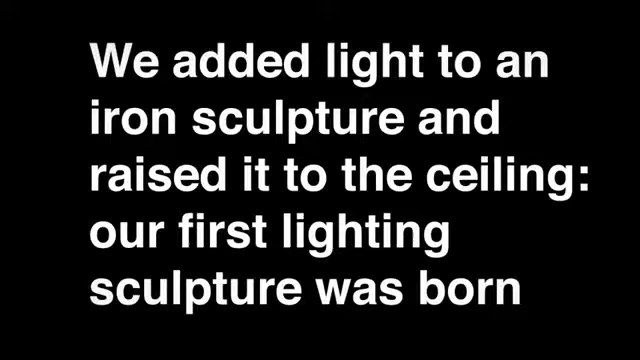 We added light to an
iron sculpture and
raised it to the ceiling:
our first lighting
sculpture was born